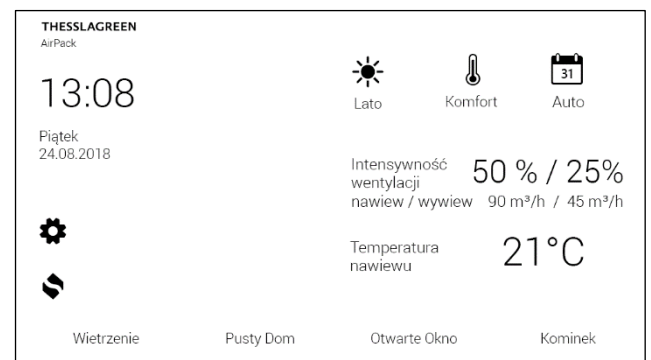 THESSLAGREEN
AirPack
13:08
Piątek
24.08.2018
31
Lato Komfort Auto
Intensywność
wentylacji
nawiew / wywiew
50 % / 25%
90 m³/h / 45 m³/h
Temperatura
nawiewu
21°C
Wietrzenie Pusty Dom Otwarte Okno Kominek